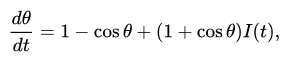 dθ/dt = 1 − cos θ + (1 + cos θ)I(t),